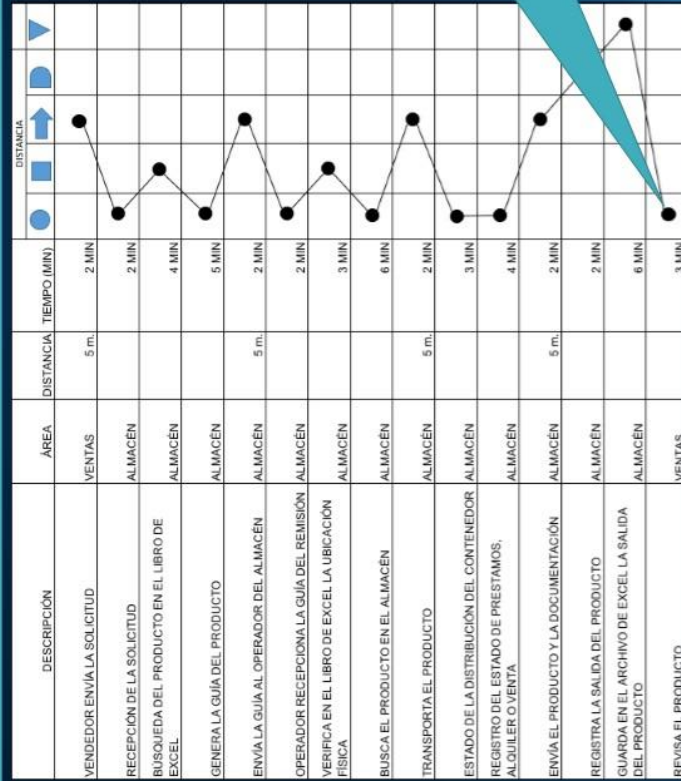 DISTANCIA
DESCRIPCIÓN ÁREA DISTANCIA TIEMPO (MIN)
VENDEDOR ENVÍA LA SOLICITUD VENTAS 5 m. 2 MIN
RECEPCIÓN DE LA SOLICITUD ALMACÉN 2 MIN
BÚSQUEDA DEL PRODUCTO EN EL LIBRO DE
EXCEL ALMACÉN 4 MIN
GENERA LA GUÍA DEL PRODUCTO ALMACÉN 5 MIN
ENVÍA LA GUÍA AL OPERADOR DEL ALMACÉN ALMACÉN 5 m. 2 MIN
OPERADOR RECEPCIONA LA GUÍA DEL REMISIÓN ALMACÉN 2 MIN
VERIFICA EN EL LIBRO DE EXCEL LA UBICACIÓN
FÍSICA ALMACÉN 3 MIN
BUSCA EL PRODUCTO EN EL ALMACÉN ALMACÉN 6 MIN
TRANSPORTA EL PRODUCTO ALMACÉN 5 m. 2 MIN
ESTADO DE LA DISTRIBUCIÓN DEL CONTENEDOR ALMACÉN 3 MIN
REGISTRO DEL ESTADO DE PRESTAMOS,
ALQUILER O VENTA ALMACÉN 4 MIN
ENVÍA EL PRODUCTO Y LA DOCUMENTACIÓN ALMACÉN 5 m. 2 MIN
REGISTRA LA SALIDA DEL PRODUCTO ALMACÉN 2 MIN
GUARDA EN EL ARCHIVO DE EXCEL LA SALIDA
DEL PRODUCTO ALMACÉN 6 MIN
REVISA EL PRODUCTO VENTAS 3 MIN